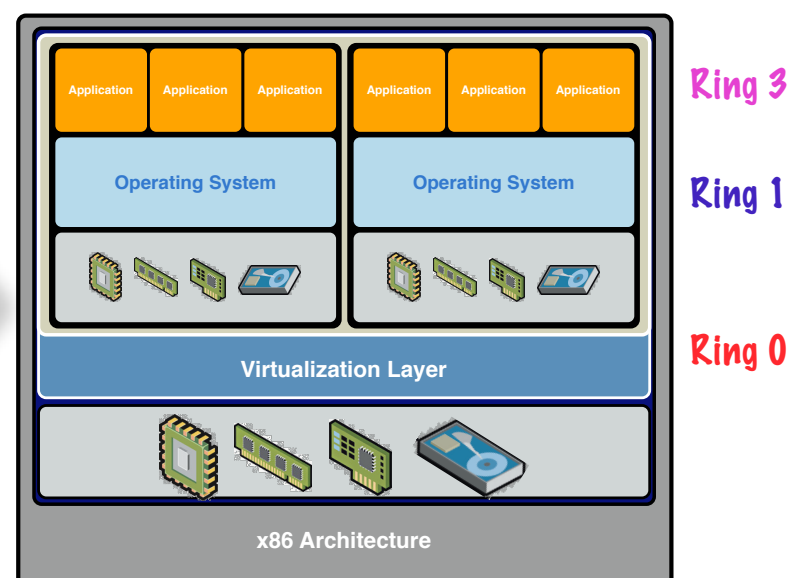 Application Application Application Application Application Application Ring 3
Operating System Operating System Ring 1
Virtualization Layer Ring 0
x86 Architecture